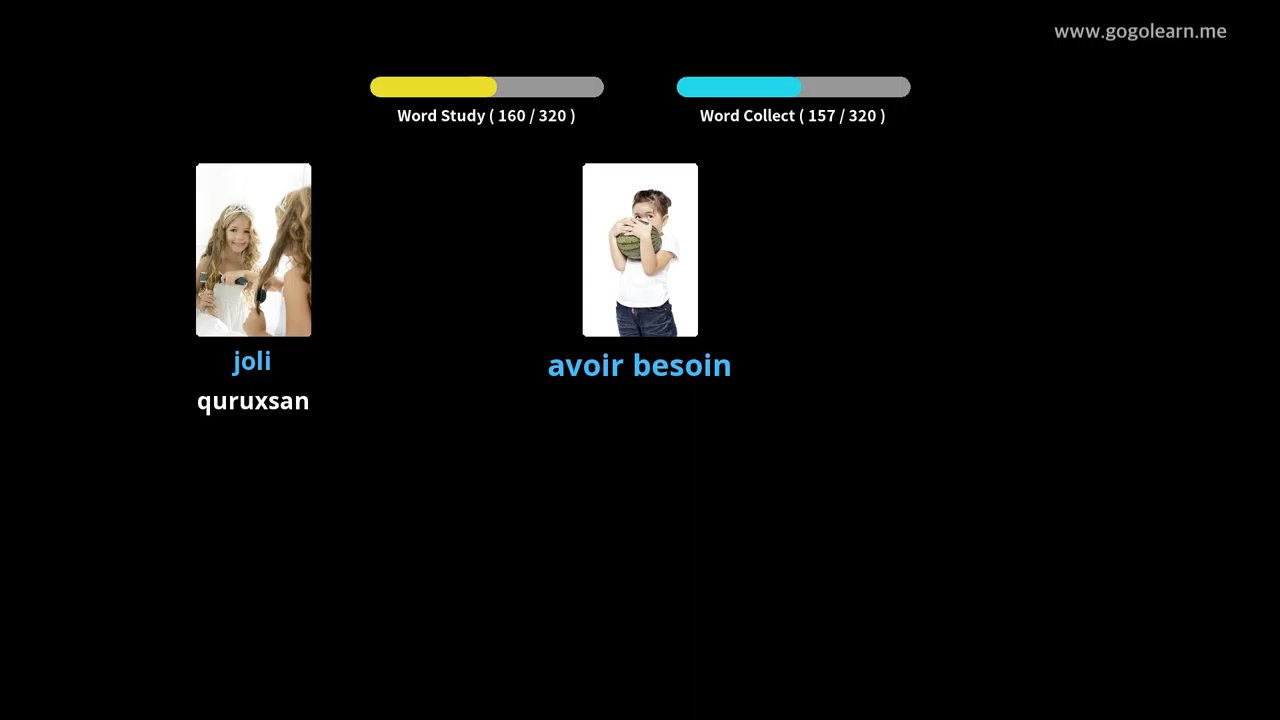 www.gogolearn.me
Word Study ( 160 / 320 )
Word Collect ( 157 / 320 )
joli
avoir besoin
quruxsan